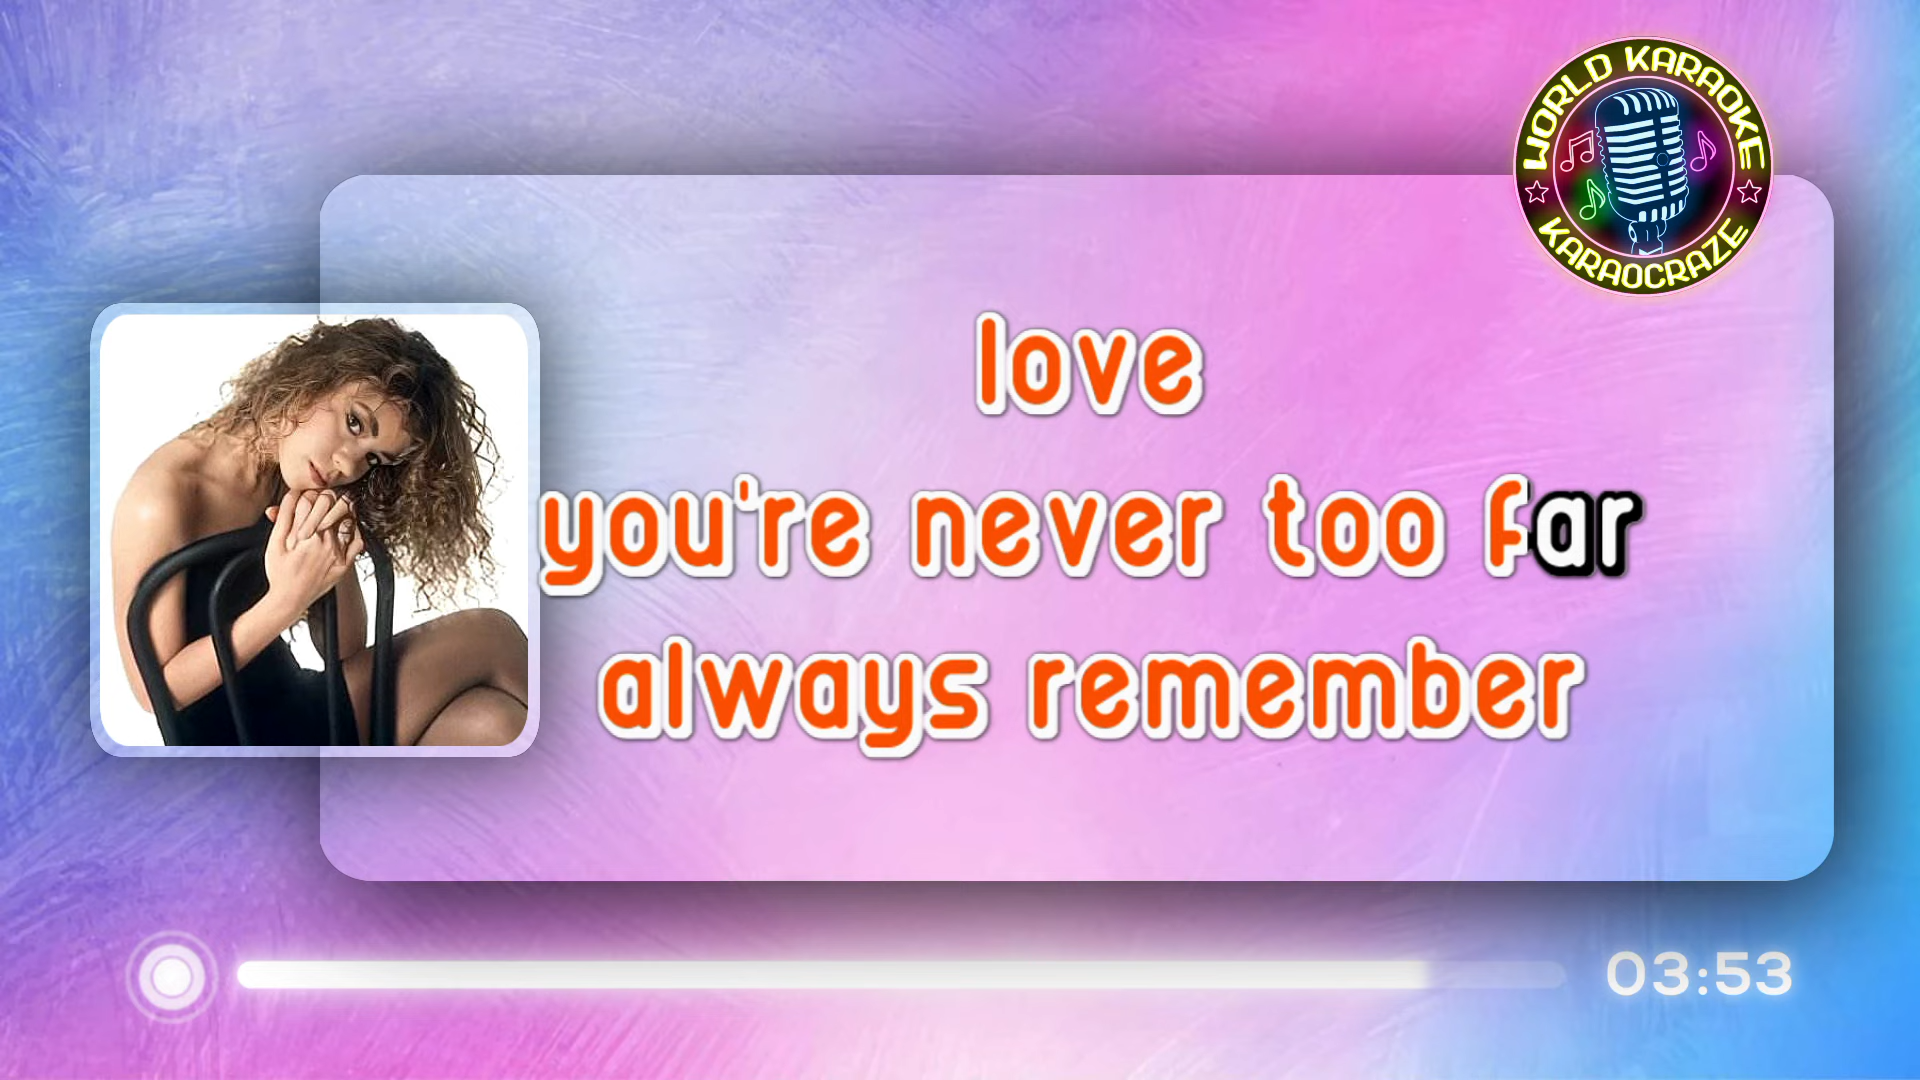 WORLD KARAOKE
KARAOCRAZE
love
you're never too far
always remember
03:53